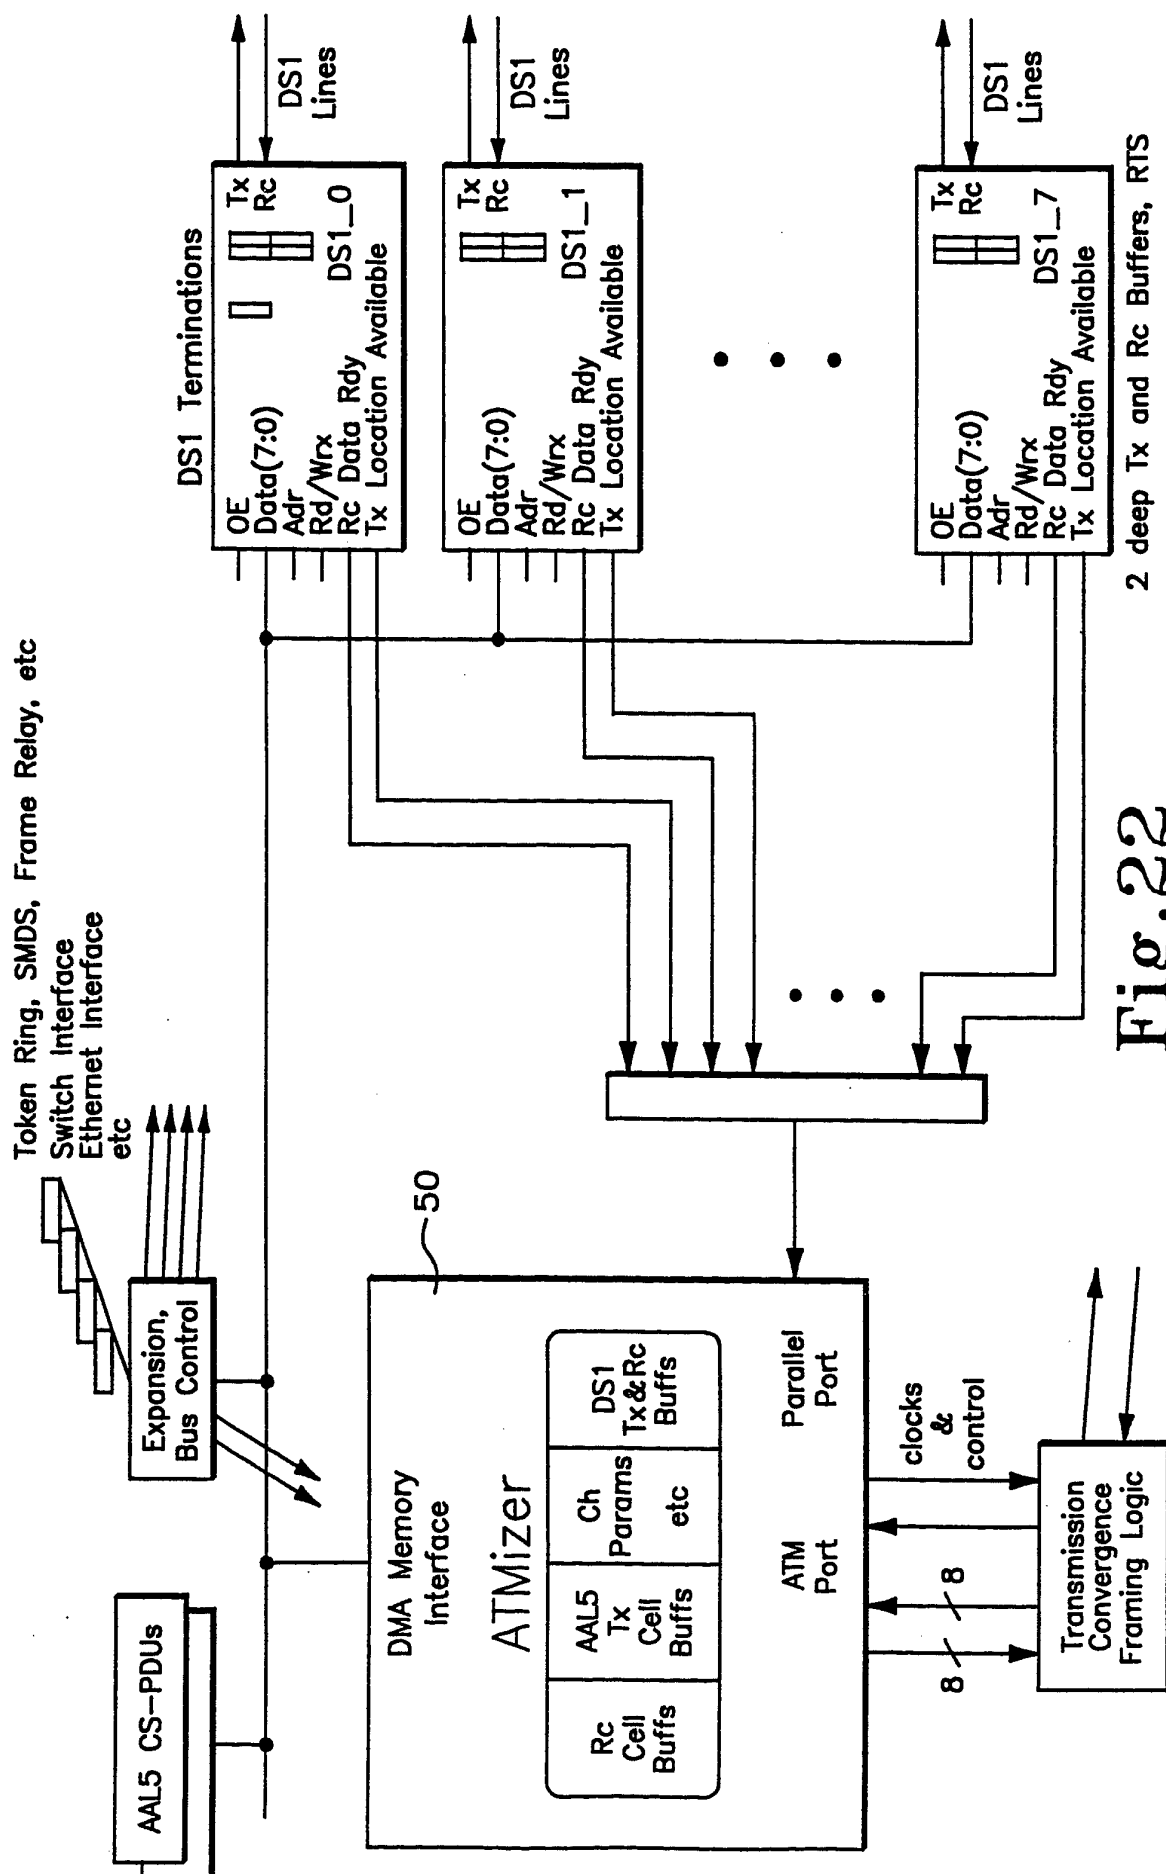 Token Ring, SMDS, Frame Relay, etc
Switch Interface
Ethernet Interface
etc
AAL5 CS-PDUs
Expansion,
Bus Control
DS1 Terminations
OE
Data(7:0)
Adr
Rd/Wrx
Rc Data Rdy
Tx Location Available
Tx
Rc
DS1_0
DS1
Lines
OE
Data(7:0)
Adr
Rd/Wrx
Rc Data Rdy
Tx Location Available
Tx
Rc
DS1_1
DS1
Lines
OE
Data(7:0)
Adr
Rd/Wrx
Rc Data Rdy
Tx Location Available
Tx
Rc
DS1_7
DS1
Lines
2 deep Tx and Rc Buffers, RTS
50
DMA Memory
Interface
ATMizer
Rc
Cell
Buffs
AAL5
Tx
Cell
Buffs
Ch
Params
etc
DS1
Tx&Rc
Buffs
ATM
Port
Parallel
Port
8
8
clocks
&
control
Transmission
Convergence
Framing Logic
Fig.22